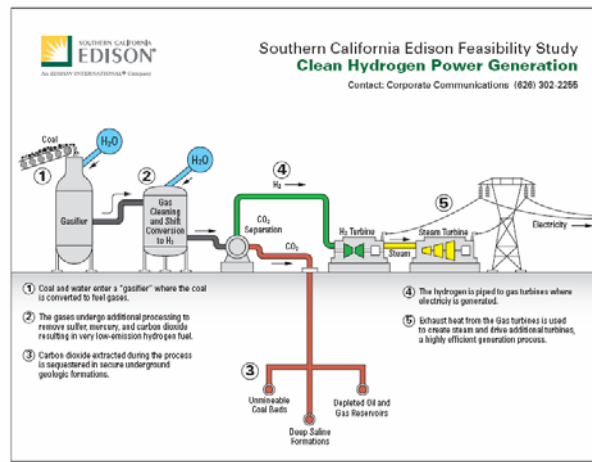 SOUTHERN CALIFORNIA
EDISON®
An EDISON INTERNATIONAL® Company
Southern California Edison Feasibility Study
Clean Hydrogen Power Generation
Contact: Corporate Communications (626) 302-2255
Coal
H2O
1
2
H2O
4
H2
5
Gasifier
Gas
Cleaning
and Shift
Conversion
to H2
CO2
Separation
CO2
H2 Turbine
Steam
Steam Turbine
Electricity
1 Coal and water enter a "gasifier" where the coal
is converted to fuel gases.
2 The gases undergo additional processing to
remove sulfer, mercury, and carbon dioxide
resulting in very low-emission hydrogen fuel.
3 Carbon dioxide extracted during the process
is sequestered in secure underground
geologic formations.
4 The hydrogen is piped to gas turbines where
electriciy is generated.
5 Exhaust heat from the Gas turbines is used
to create steam and drive additional turbines,
a highly efficient generation process.
3
Unmineable
Coal Beds
Deep Saline
Formations
Depleted Oil and
Gas Reservoirs